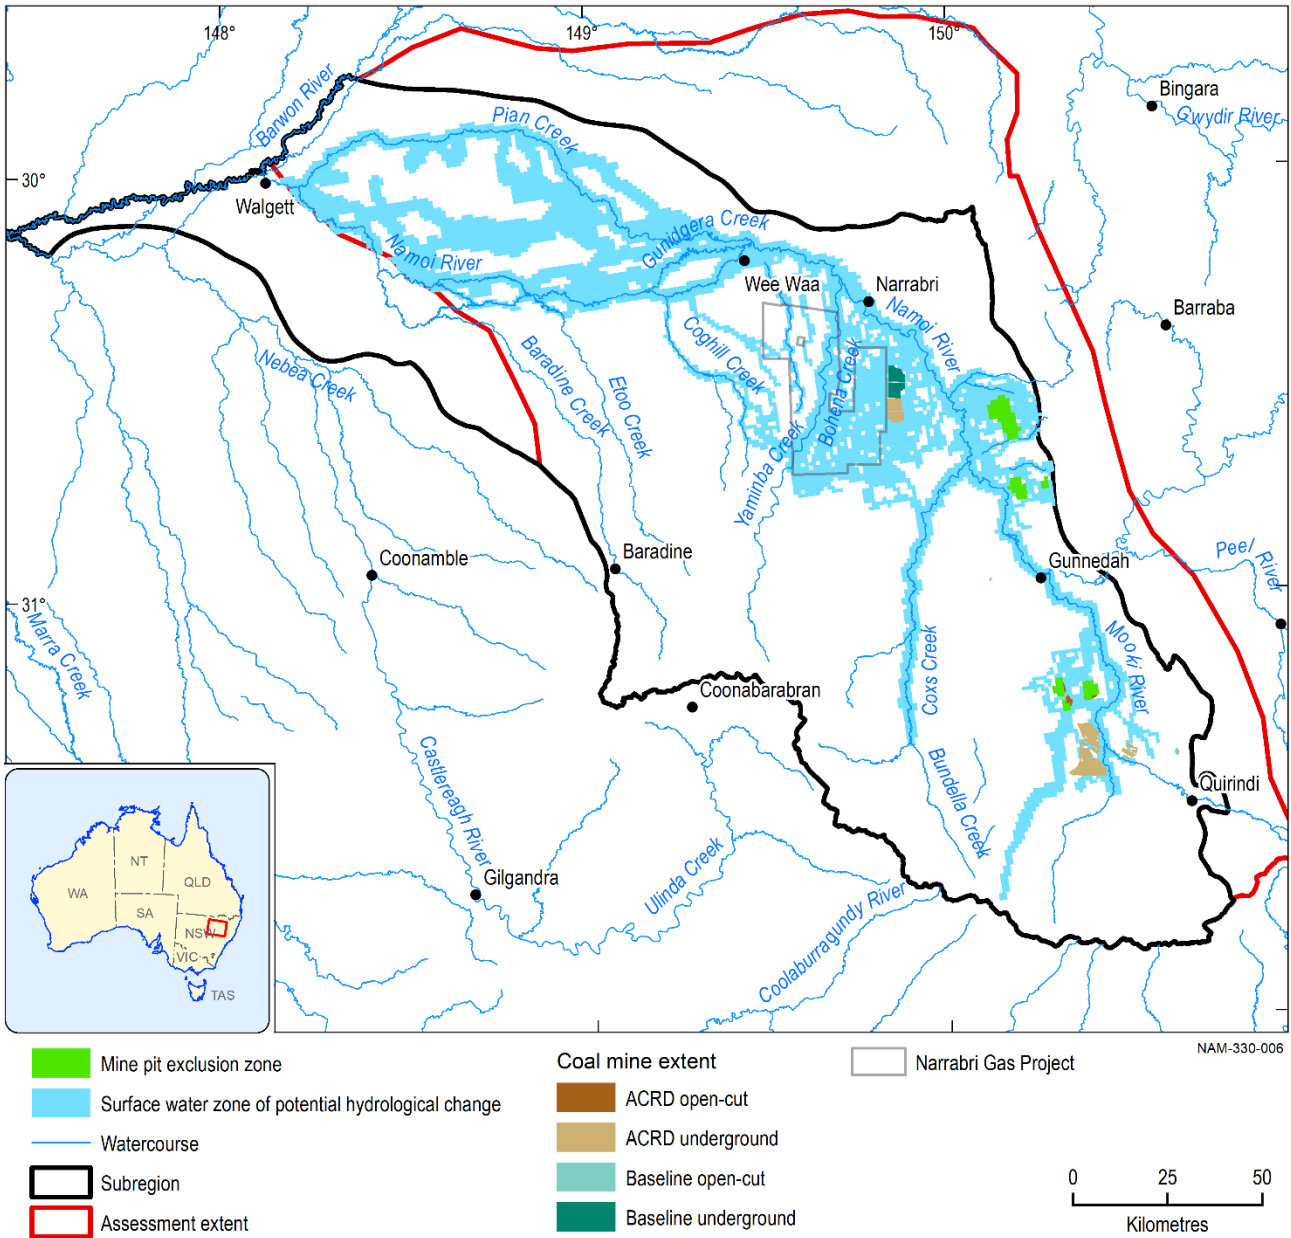 148°
149°
150°
Bingara
Gwydir River
Barwon River
Pian Creek
30°
Walgett
Namoi River
Gunidgera Creek
Wee Waa
Narrabri
Namoi River
Barraba
Coghill Creek
Nebea Creek
Baradine Creek
Etoo Creek
Bohena Creek
Yaminba Creek
Coonamble
Baradine
Gunnedah
Peel River
31°
Marra Creek
Mooki River
Coxs Creek
Coonabarabran
Castlereagh River
Bundella Creek
Quirindi
Gilgandra
Ulinda Creek
Coolaburragundy River
NT
QLD
WA
SA
NSW
VIC
TAS
NAM-330-006
Mine pit exclusion zone
Surface water zone of potential hydrological change
Watercourse
Subregion
Assessment extent
Coal mine extent
ACRD open-cut
ACRD underground
Baseline open-cut
Baseline underground
Narrabri Gas Project
0 25 50
Kilometres